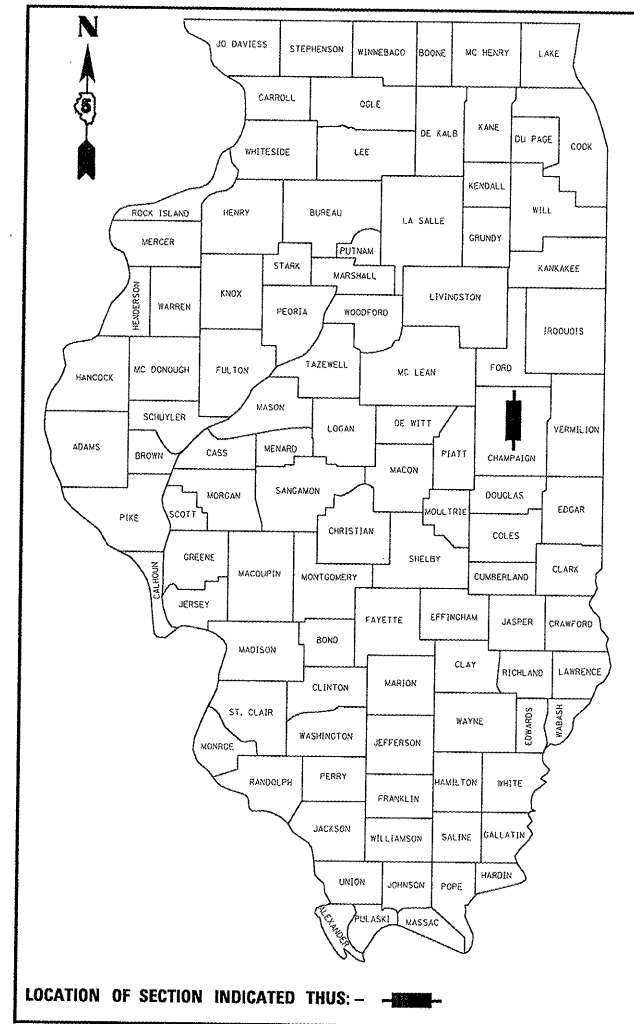 N
5
JO DAVIESS STEPHENSON WINNEBAGO BOONE MC HENRY LAKE
CARROLL OGLE
DE KALB KANE DU PAGE COOK
WHITESIDE LEE
KENDALL WILL
ROCK ISLAND HENRY BUREAU LA SALLE
MERCER GRUNDY
PUTNAM
STARK MARSHALL KANKAKEE
HENDERSON WARREN KNOX PEORIA WOODFORD LIVINGSTON IROQUOIS
HANCOCK MC DONOUGH FULTON TAZEWELL MC LEAN FORD
MASON
SCHUYLER LOGAN DE WITT VERMILION
ADAMS BROWN CASS MENARD PIATT CHAMPAIGN
MACON
MORGAN SANGAMON DOUGLAS
PIKE SCOTT MOULTRIE EDGAR
CHRISTIAN COLES
GREENE SHELBY CLARK
CALHOUN MACOUPIN MONTGOMERY CUMBERLAND
JERSEY
FAYETTE EFFINGHAM JASPER CRAWFORD
BOND
MADISON CLAY RICHLAND LAWRENCE
CLINTON MARION
ST. CLAIR WAYNE EDWARDS WABASH
WASHINGTON JEFFERSON
MONROE
RANDOLPH PERRY HAMILTON WHITE
FRANKLIN
JACKSON WILLIAMSON SALINE GALLATIN
UNION JOHNSON POPE HARDIN
ALEXANDER PULASKI MASSAC
LOCATION OF SECTION INDICATED THUS: –